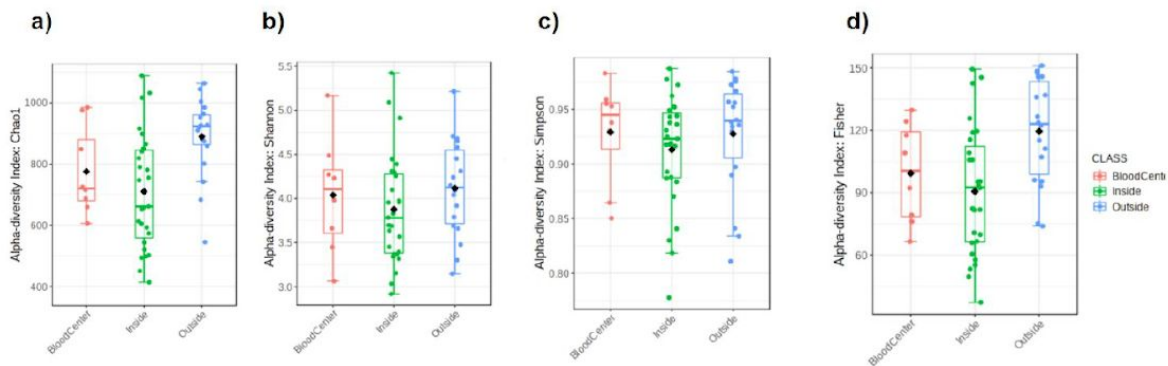 a)
b)
c)
d)
Alpha-diversity Index: Chao1
1000
800
600
400
BloodCenter
Inside
Outside
Alpha-diversity Index: Shannon
5.5
5.0
4.5
4.0
3.5
3.0
BloodCenter
Inside
Outside
Alpha-diversity Index: Simpson
0.95
0.90
0.85
0.80
BloodCenter
Inside
Outside
Alpha-diversity Index: Fisher
150
120
90
60
BloodCenter
Inside
Outside
CLASS
BloodCent
Inside
Outside